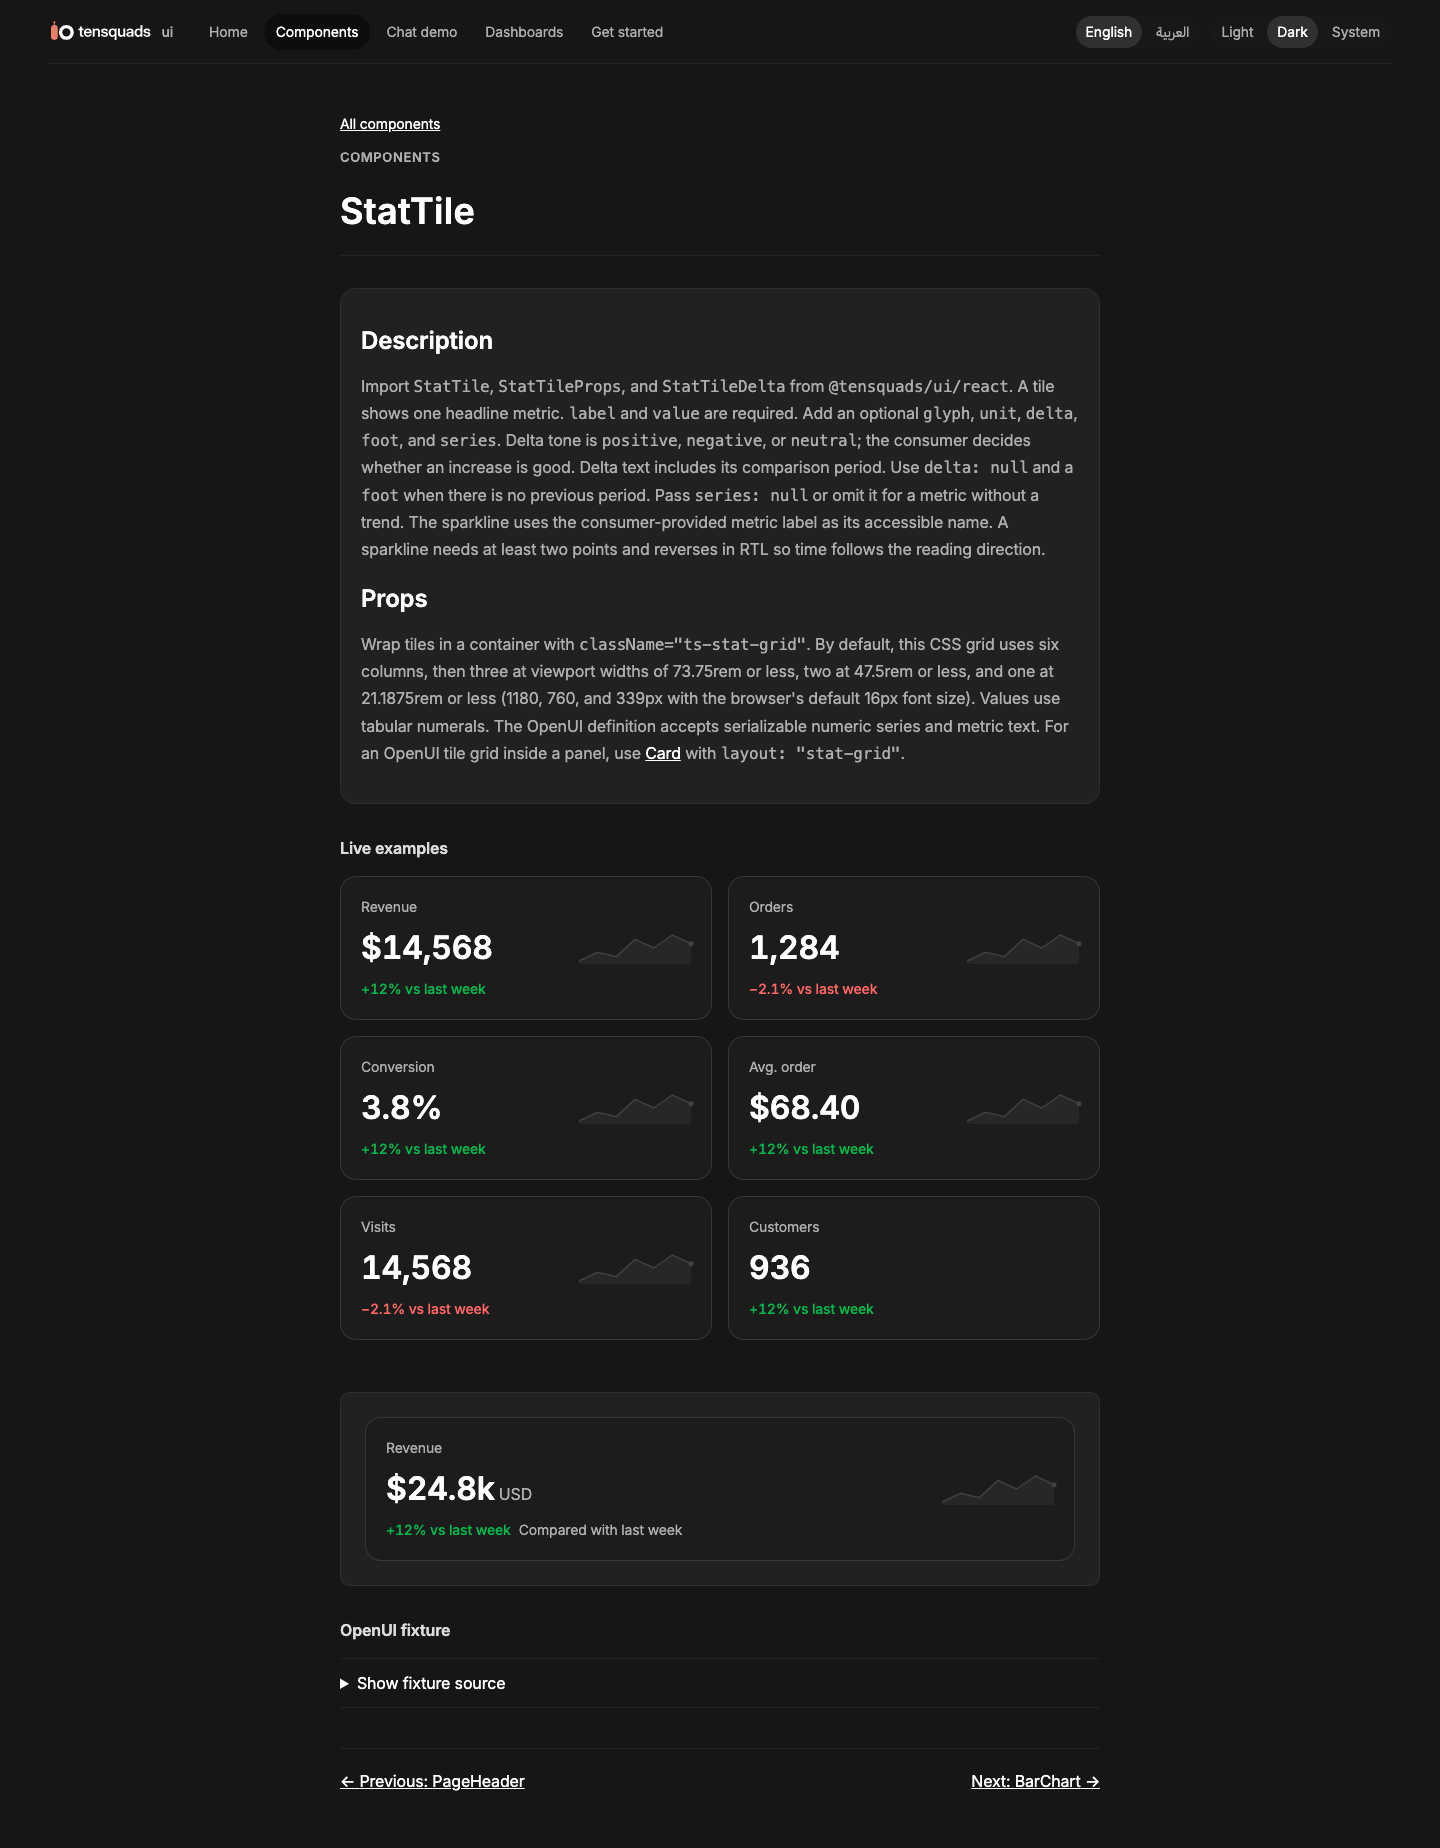 tensquads ui Home Components Chat demo Dashboards Get started English العربية Light Dark System
All components
COMPONENTS
StatTile
Description
Import StatTile, StatTileProps, and StatTileDelta from @tensquads/ui/react. A tile
shows one headline metric. label and value are required. Add an optional glyph, unit, delta,
foot, and series. Delta tone is positive, negative, or neutral; the consumer decides
whether an increase is good. Delta text includes its comparison period. Use delta: null and a
foot when there is no previous period. Pass series: null or omit it for a metric without a
trend. The sparkline uses the consumer-provided metric label as its accessible name. A
sparkline needs at least two points and reverses in RTL so time follows the reading direction.
Props
Wrap tiles in a container with className="ts-stat-grid". By default, this CSS grid uses six
columns, then three at viewport widths of 73.75rem or less, two at 47.5rem or less, and one at
21.1875rem or less (1180, 760, and 339px with the browser's default 16px font size). Values use
tabular numerals. The OpenUI definition accepts serializable numeric series and metric text. For
an OpenUI tile grid inside a panel, use Card with layout: "stat-grid".
Live examples
Revenue
$14,568
+12% vs last week
Orders
1,284
−2.1% vs last week
Conversion
3.8%
+12% vs last week
Avg. order
$68.40
+12% vs last week
Visits
14,568
−2.1% vs last week
Customers
936
+12% vs last week
Revenue
$24.8k USD
+12% vs last week Compared with last week
OpenUI fixture
▶ Show fixture source
← Previous: PageHeader
Next: BarChart →